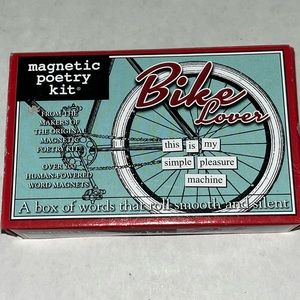 magnetic
poetry
kit®
Bike
Lover
FROM THE
MAKERS OF
THE ORIGINAL
MAGNETIC
POETRY KIT
OVER
HUMAN-POWERED
WORD MAGNETS
this is my
simple pleasure
machine
A box of words that roll smooth and silent